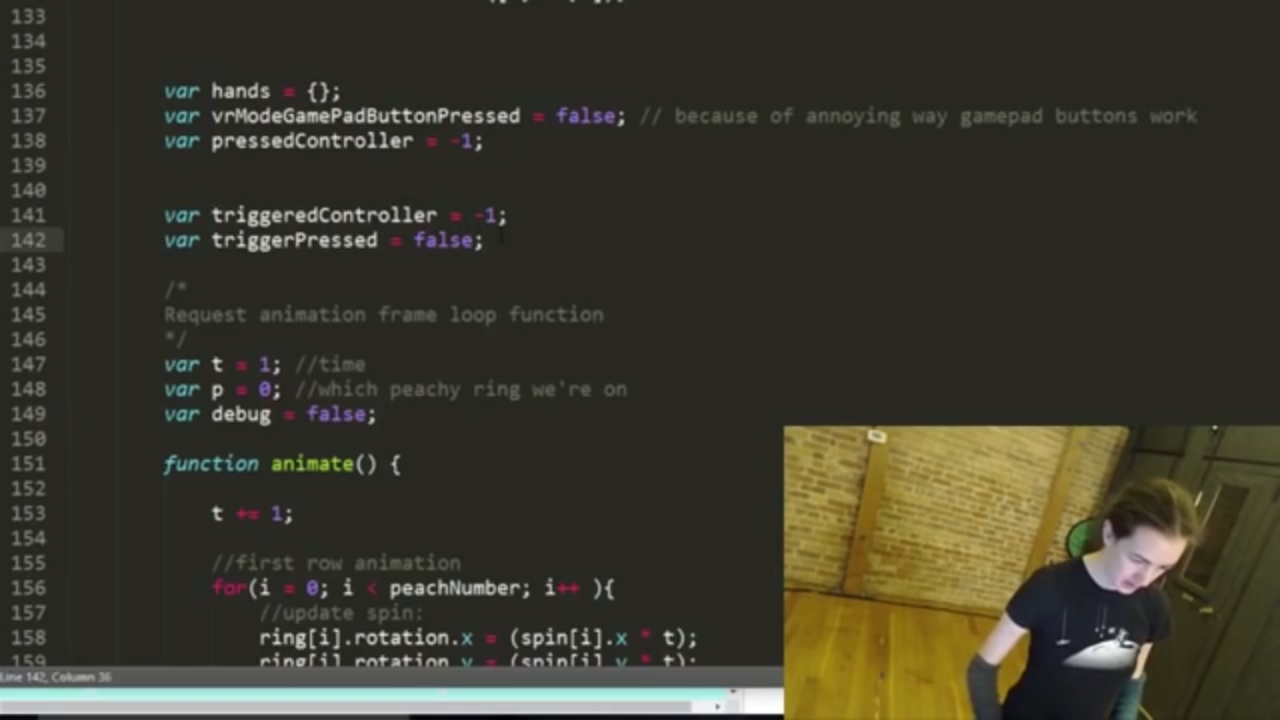 133
134
135
136 var hands = {};
137 var vrModeGamePadButtonPressed = false; // because of annoying way gamepad buttons work
138 var pressedController = -1;
139
140
141 var triggeredController = -1;
142 var triggerPressed = false;
143
144 /*
145 Request animation frame loop function
146 */
147 var t = 1; //time
148 var p = 0; //which peachy ring we're on
149 var debug = false;
150
151 function animate() {
152
153 t += 1;
154
155 //first row animation
156 for(i = 0; i < peachNumber; i++ ){
157 //update spin:
158 ring[i].rotation.x = (spin[i].x * t);
159 ring[i].rotation.y = (spin[i].y * t);
Line 142, Column 36